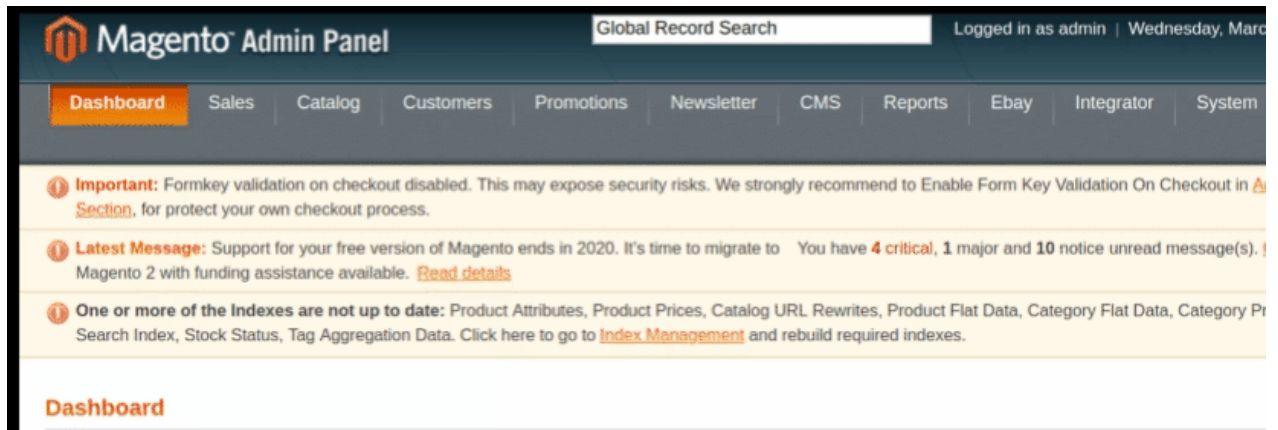 Magento Admin Panel
Global Record Search
Logged in as admin | Wednesday, Marc
Dashboard Sales Catalog Customers Promotions Newsletter CMS Reports Ebay Integrator System
Important: Formkey validation on checkout disabled. This may expose security risks. We strongly recommend to Enable Form Key Validation On Checkout in
Section, for protect your own checkout process.
Latest Message: Support for your free version of Magento ends in 2020. It's time to migrate to You have 4 critical, 1 major and 10 notice unread message(s).
Magento 2 with funding assistance available. Read details
One or more of the Indexes are not up to date: Product Attributes, Product Prices, Catalog URL Rewrites, Product Flat Data, Category Flat Data, Category Pr
Search Index, Stock Status, Tag Aggregation Data. Click here to go to Index Management and rebuild required indexes.
Dashboard